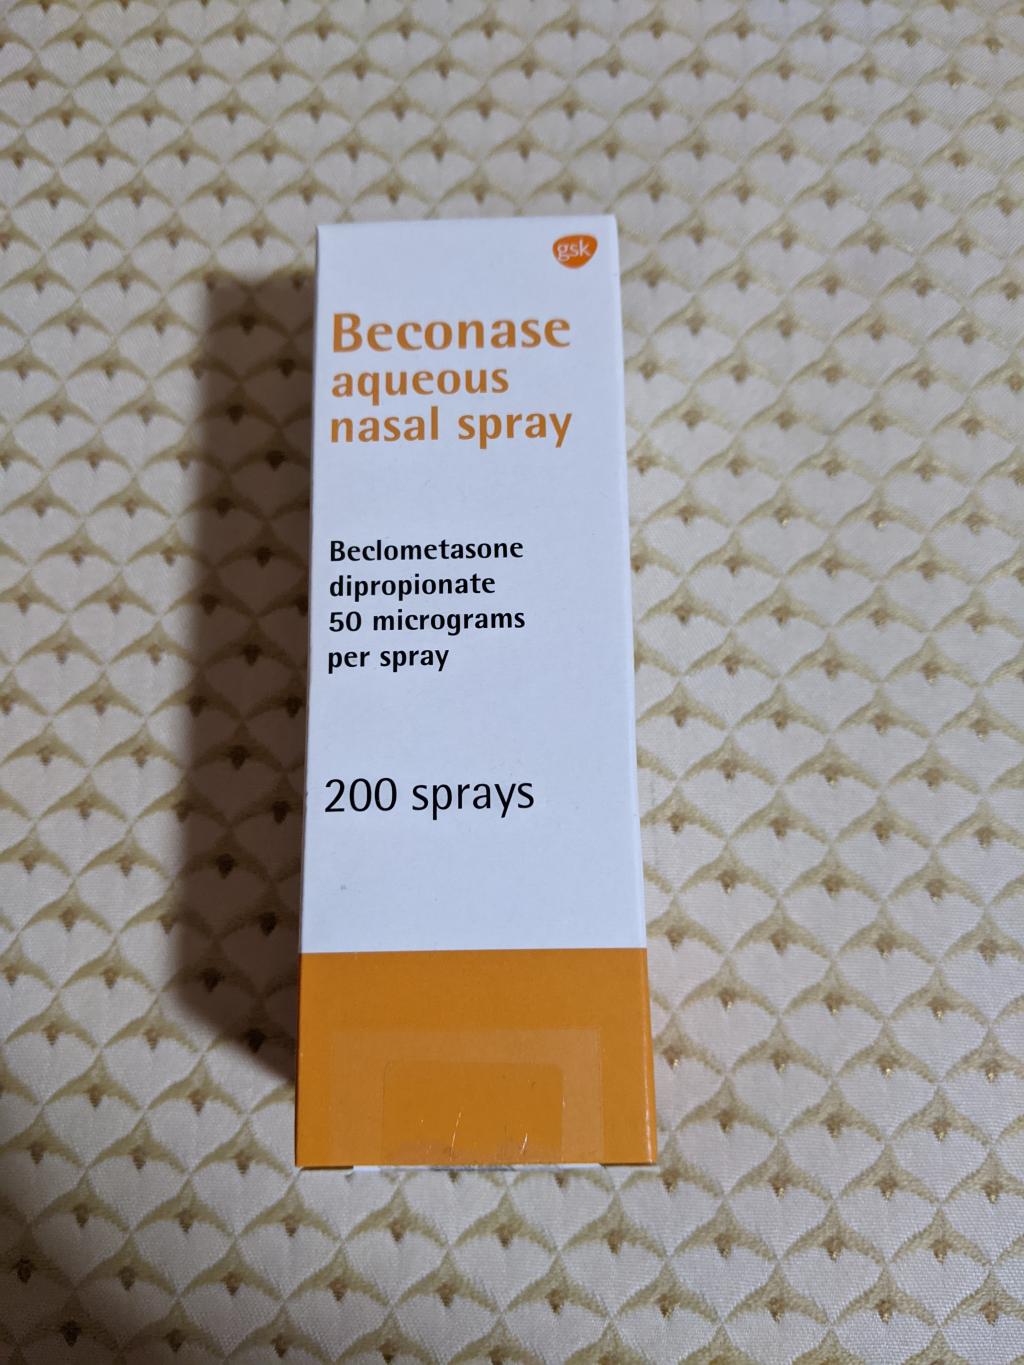 gsk
Beconase
aqueous
nasal spray
Beclometasone
dipropionate
50 micrograms
per spray
200 sprays